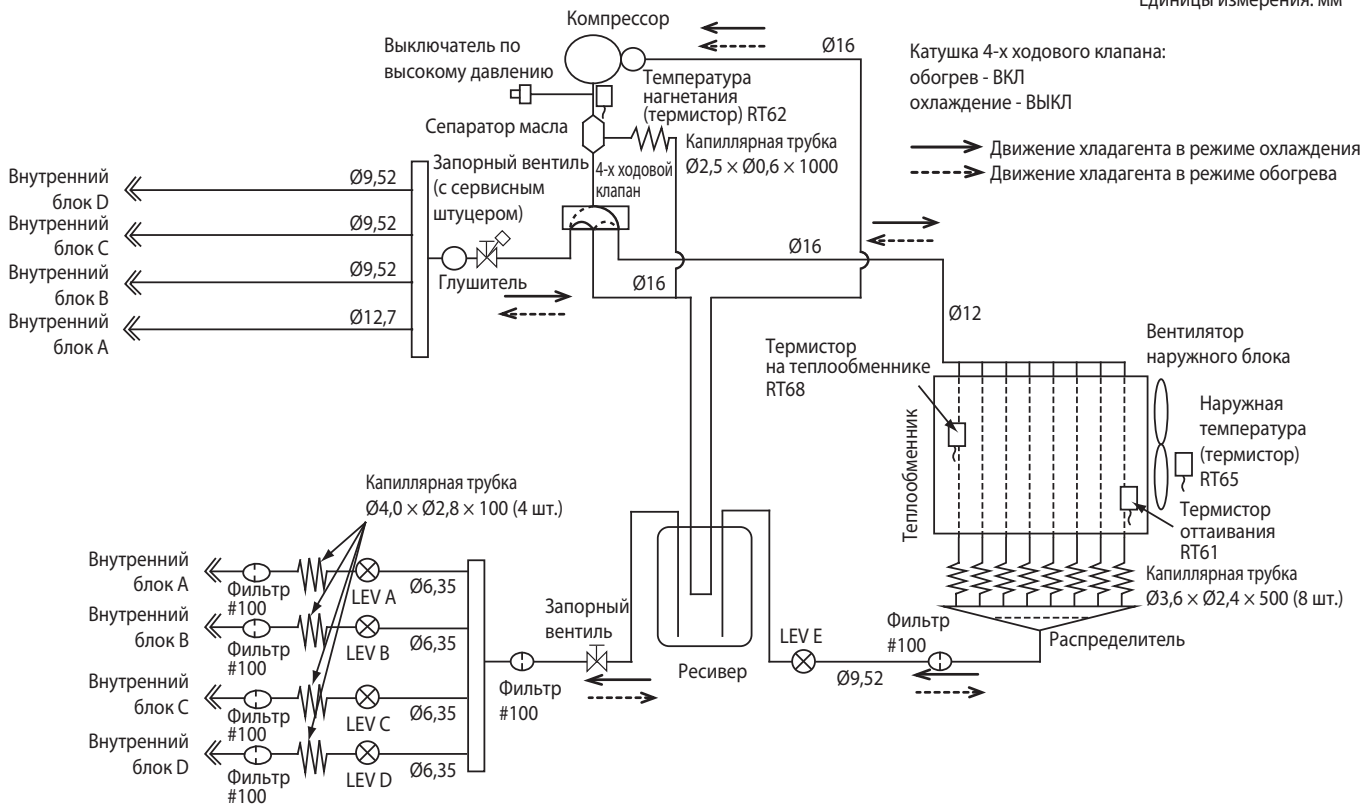 Единицы измерения: мм
Компрессор
Выключатель по
высокому давлению
Ø16
Катушка 4-х ходового клапана:
обогрев - ВКЛ
охлаждение - ВЫКЛ
Температура
нагнетания
(термистор) RT62
Сепаратор масла
Капиллярная трубка
Ø2,5 × Ø0,6 × 1000
Движение хладагента в режиме охлаждения
Движение хладагента в режиме обогрева
Запорный вентиль
(с сервисным
штуцером)
4-х ходовой
клапан
Внутренний
блок D
Ø9,52
Внутренний
блок C
Ø9,52
Внутренний
блок B
Ø9,52
Внутренний
блок A
Ø12,7
Глушитель
Ø16
Ø16
Ø12
Термистор
на теплообменнике
RT68
Вентилятор
наружного блока
Теплообменник
Наружная
температура
(термистор)
RT65
Термистор
оттаивания
RT61
Капиллярная трубка
Ø3,6 × Ø2,4 × 500 (8 шт.)
Распределитель
Капиллярная трубка
Ø4,0 × Ø2,8 × 100 (4 шт.)
Внутренний
блок A
Фильтр
#100
LEV A
Ø6,35
Внутренний
блок B
Фильтр
#100
LEV B
Ø6,35
Внутренний
блок C
Фильтр
#100
LEV C
Ø6,35
Внутренний
блок D
Фильтр
#100
LEV D
Ø6,35
Фильтр
#100
Запорный
вентиль
Ресивер
LEV E
Ø9,52
Фильтр
#100